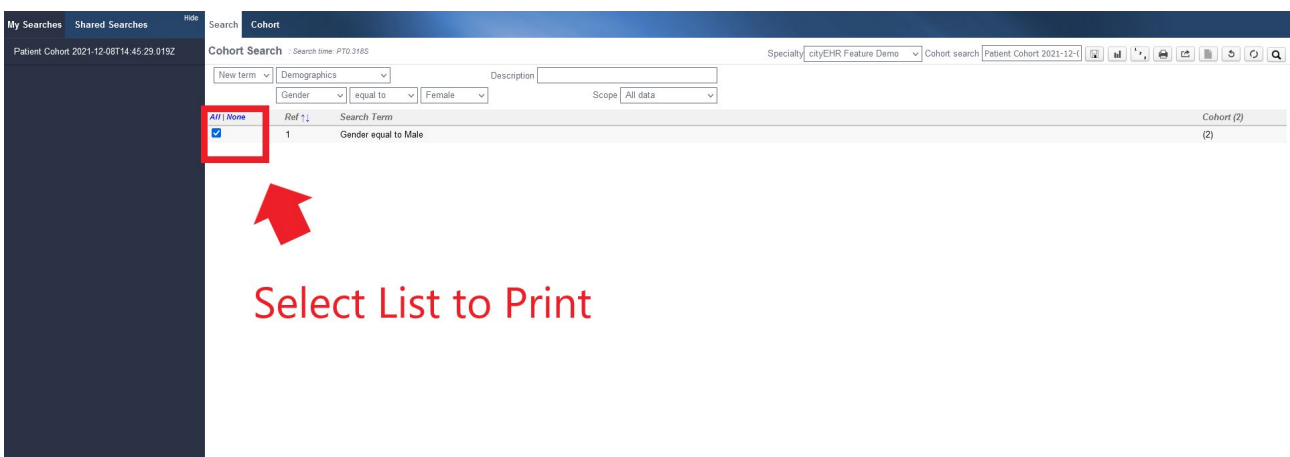 My Searches Shared Searches Hide Search Cohort
Patient Cohort 2021-12-08T14:45:29.019Z
Cohort Search : Search time: PT0.318S Specialty cityEHR Feature Demo Cohort search Patient Cohort 2021-12-(
New term Demographics Description
Gender equal to Female Scope All data
All | None Ref ↑↓ Search Term Cohort (2)
1 Gender equal to Male (2)
Select List to Print